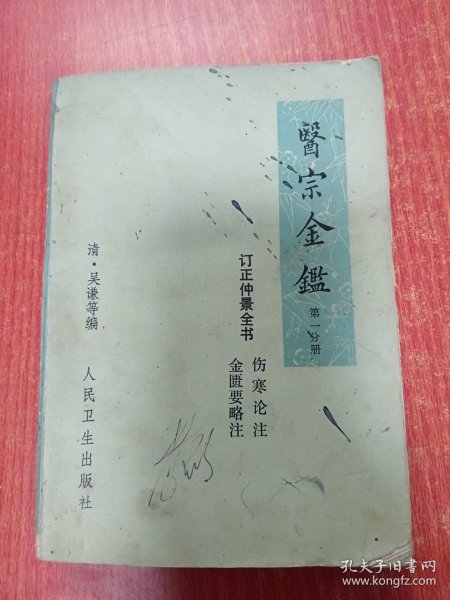 醫宗金鑑
第一分册
订正仲景全书
伤寒论注
金匮要略注
清·吴谦等编
人民卫生出版社
孔夫子旧书网
www.kongfz.com